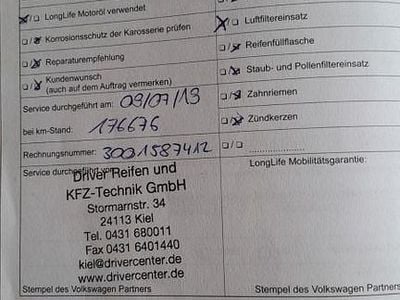 LongLife Motoröl verwendet
Korrosionsschutz der Karosserie prüfen
Reparaturempfehlung
Kundenwunsch
(auch auf dem Auftrag vermerken)
Service durchgeführt am: 09/07/13
bei km-Stand: 176676
Rechnungsnummer: 3001587412
Service durchgeführt von:
Driver Reifen und
KFZ-Technik GmbH
Stormarnstr. 34
24113 Kiel
Tel. 0431 680011
Fax 0431 6401440
kiel@drivercenter.de
www.drivercenter.de
Stempel des Volkswagen Partners
Luftfiltereinsatz
Reifenfüllflasche
Staub- und Pollenfiltereinsatz
Zahnriemen
Zündkerzen
LongLife Mobilitätsgarantie:
Stempel des Volkswagen Partners